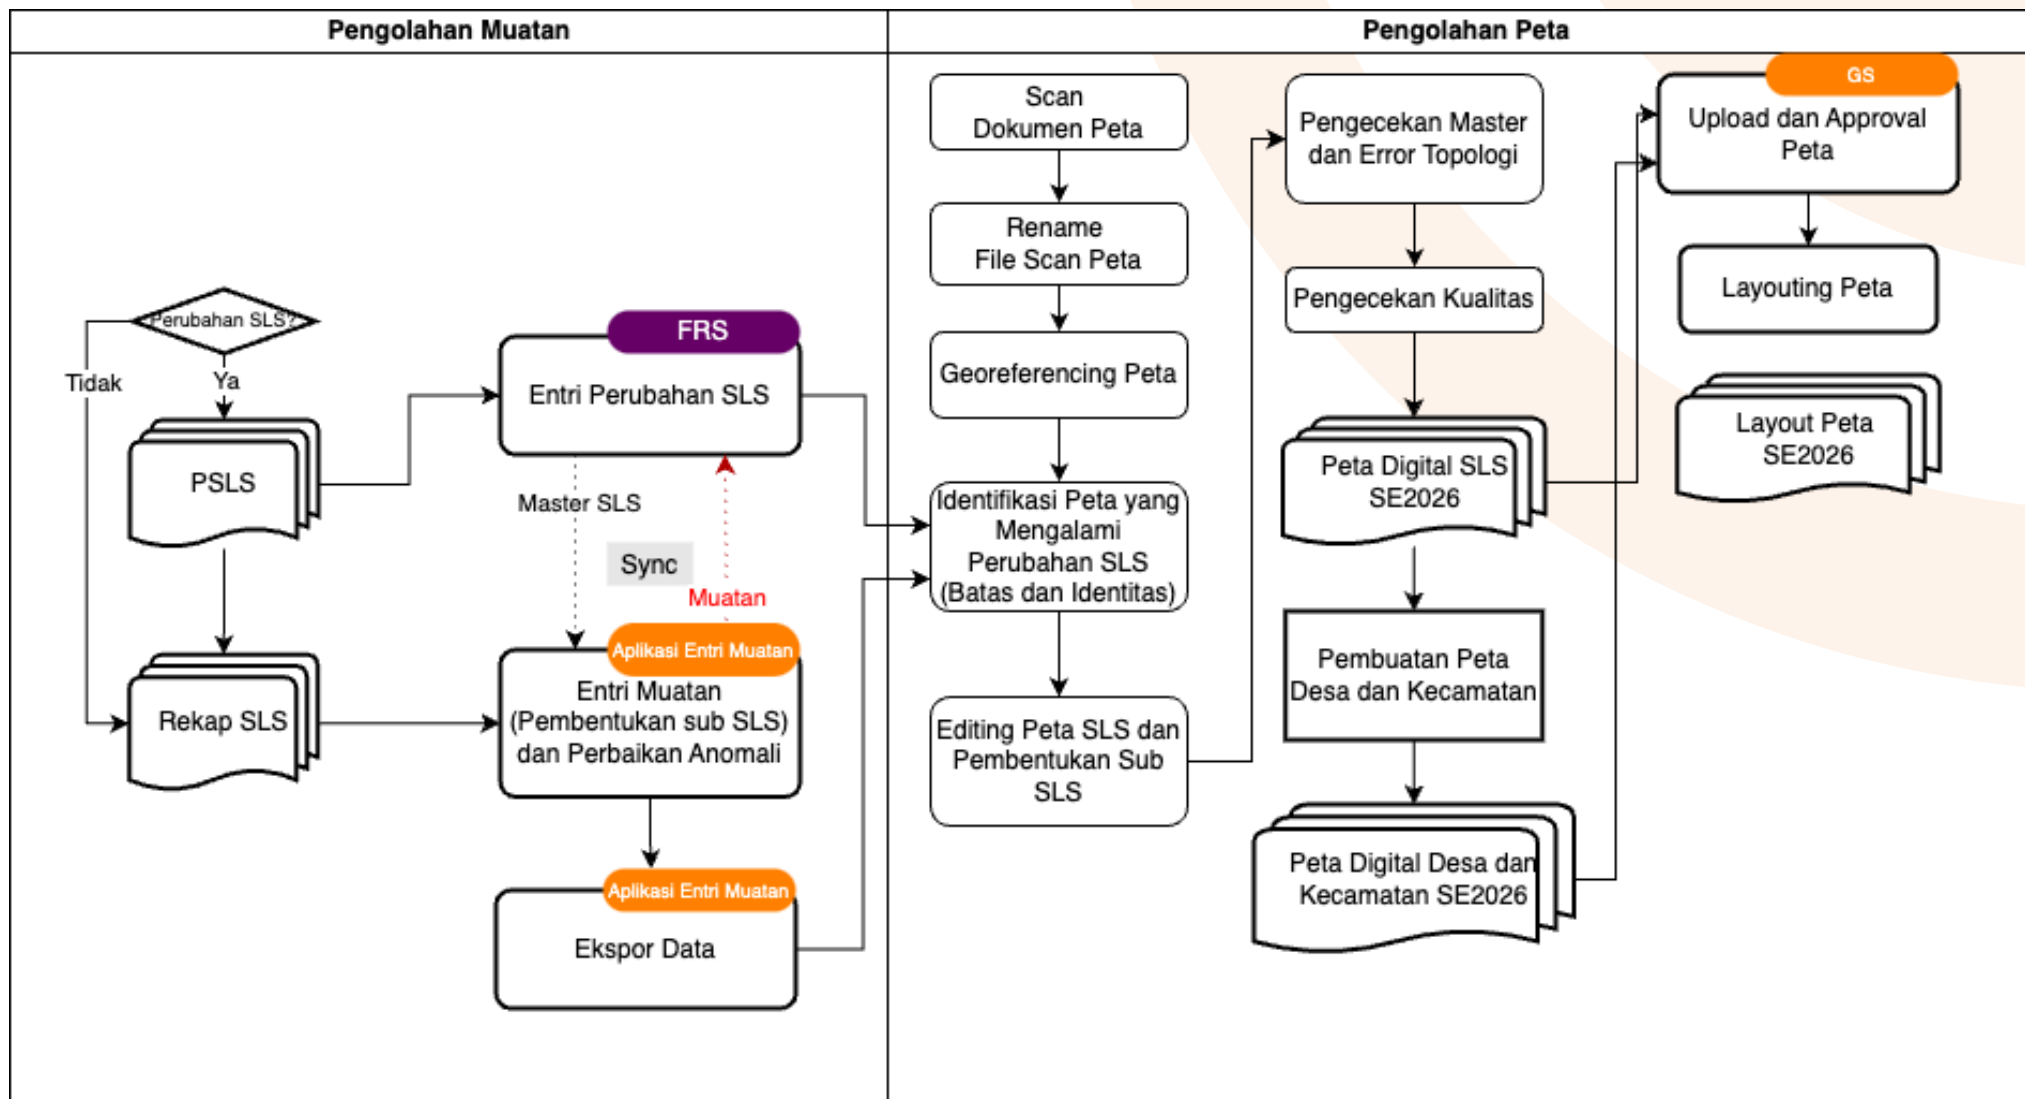 Pengolahan Muatan
Perubahan SLS?
Tidak
Ya
PSLS
Rekap SLS
FRS
Entri Perubahan SLS
Master SLS
Sync
Muatan
Aplikasi Entri Muatan
Entri Muatan
(Pembentukan sub SLS)
dan Perbaikan Anomali
Aplikasi Entri Muatan
Ekspor Data
Pengolahan Peta
Scan
Dokumen Peta
Rename
File Scan Peta
Georeferencing Peta
Identifikasi Peta yang
Mengalami
Perubahan SLS
(Batas dan Identitas)
Editing Peta SLS dan
Pembentukan Sub
SLS
Pengecekan Master
dan Error Topologi
Pengecekan Kualitas
Peta Digital SLS
SE2026
Pembuatan Peta
Desa dan Kecamatan
Peta Digital Desa dan
Kecamatan SE2026
GS
Upload dan Approval
Peta
Layouting Peta
Layout Peta
SE2026